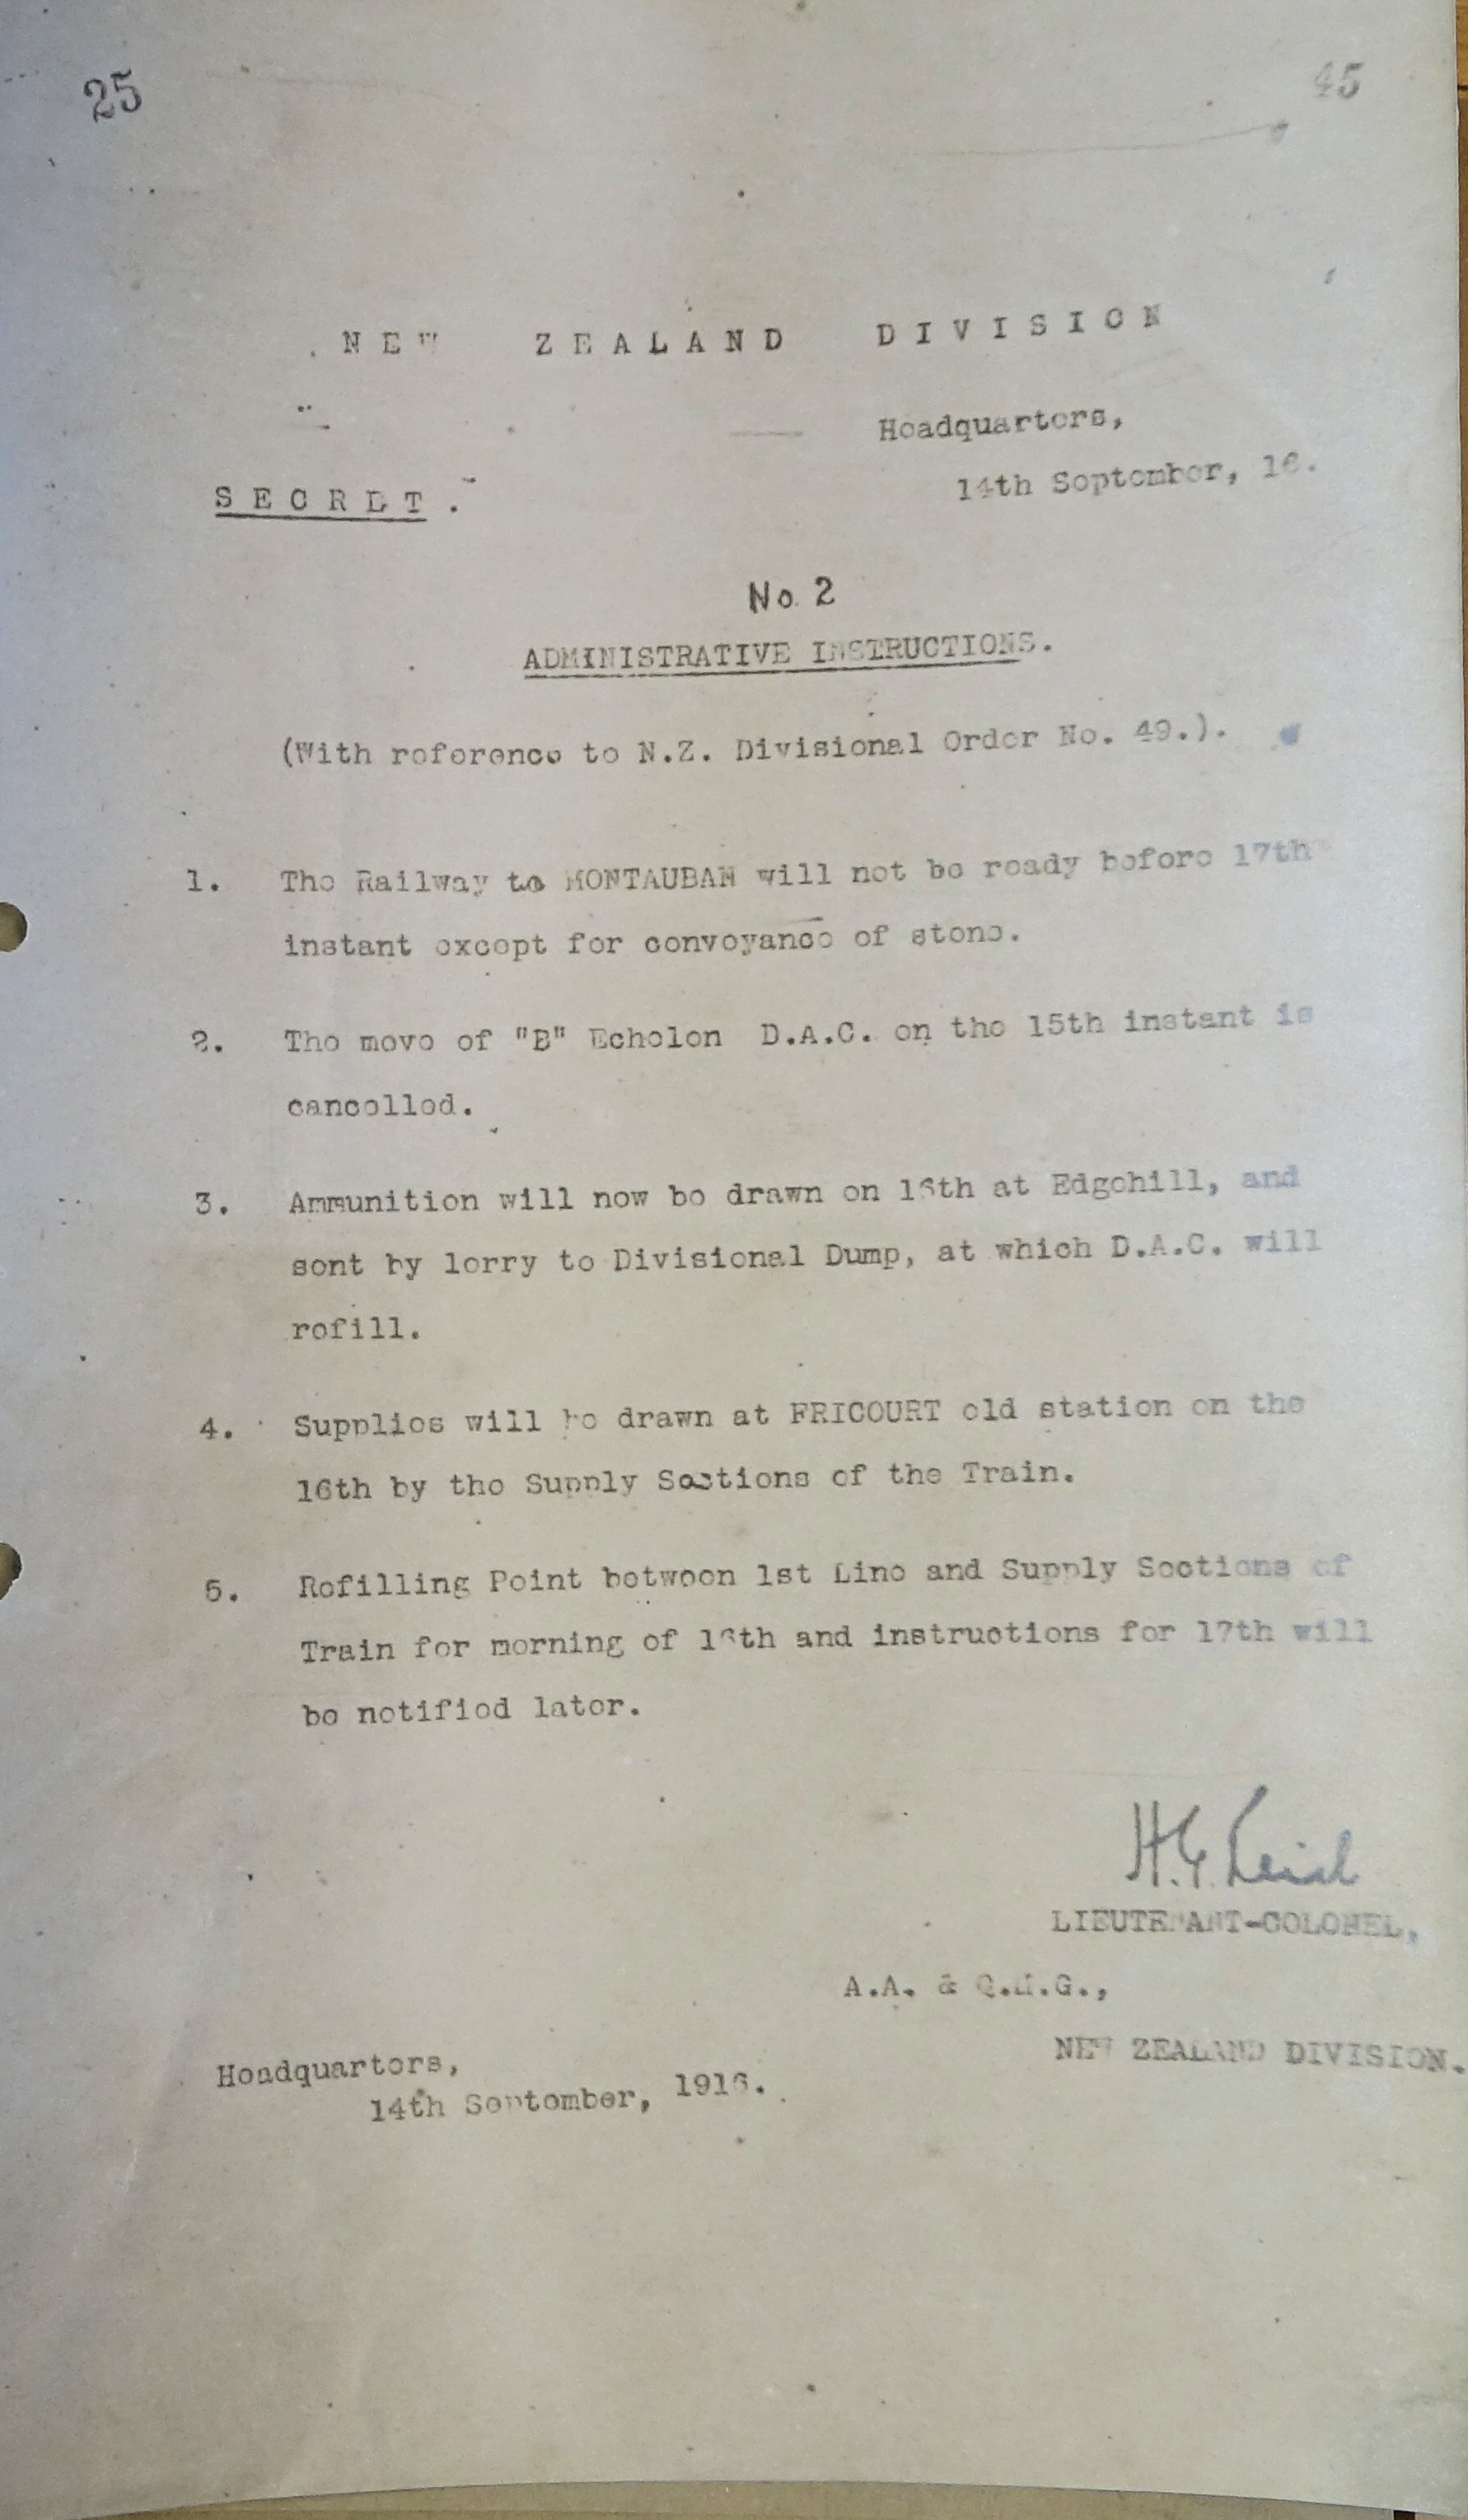 25
45
NEW ZEALAND DIVISION
Headquarters,
14th September, 16.
SECRET.
No. 2
ADMINISTRATIVE INSTRUCTIONS.
(With reference to N.Z. Divisional Order No. 49.).
1. The Railway to MONTAUBAN will not be ready before 17th
instant except for conveyance of stone.
2. The move of "B" Echelon D.A.C. on the 15th instant is
cancelled.
3. Ammunition will now be drawn on 16th at Edgehill, and
sent by lorry to Divisional Dump, at which D.A.C. will
refill.
4. Supplies will be drawn at FRICOURT old station on the
16th by the Supply Sections of the Train.
5. Refilling Point between 1st Line and Supply Sections of
Train for morning of 16th and instructions for 17th will
be notified later.
H.G. Reid
LIEUTENANT-COLONEL,
A.A. & Q.M.G.,
NEW ZEALAND DIVISION.
Headquarters,
14th September, 1916.